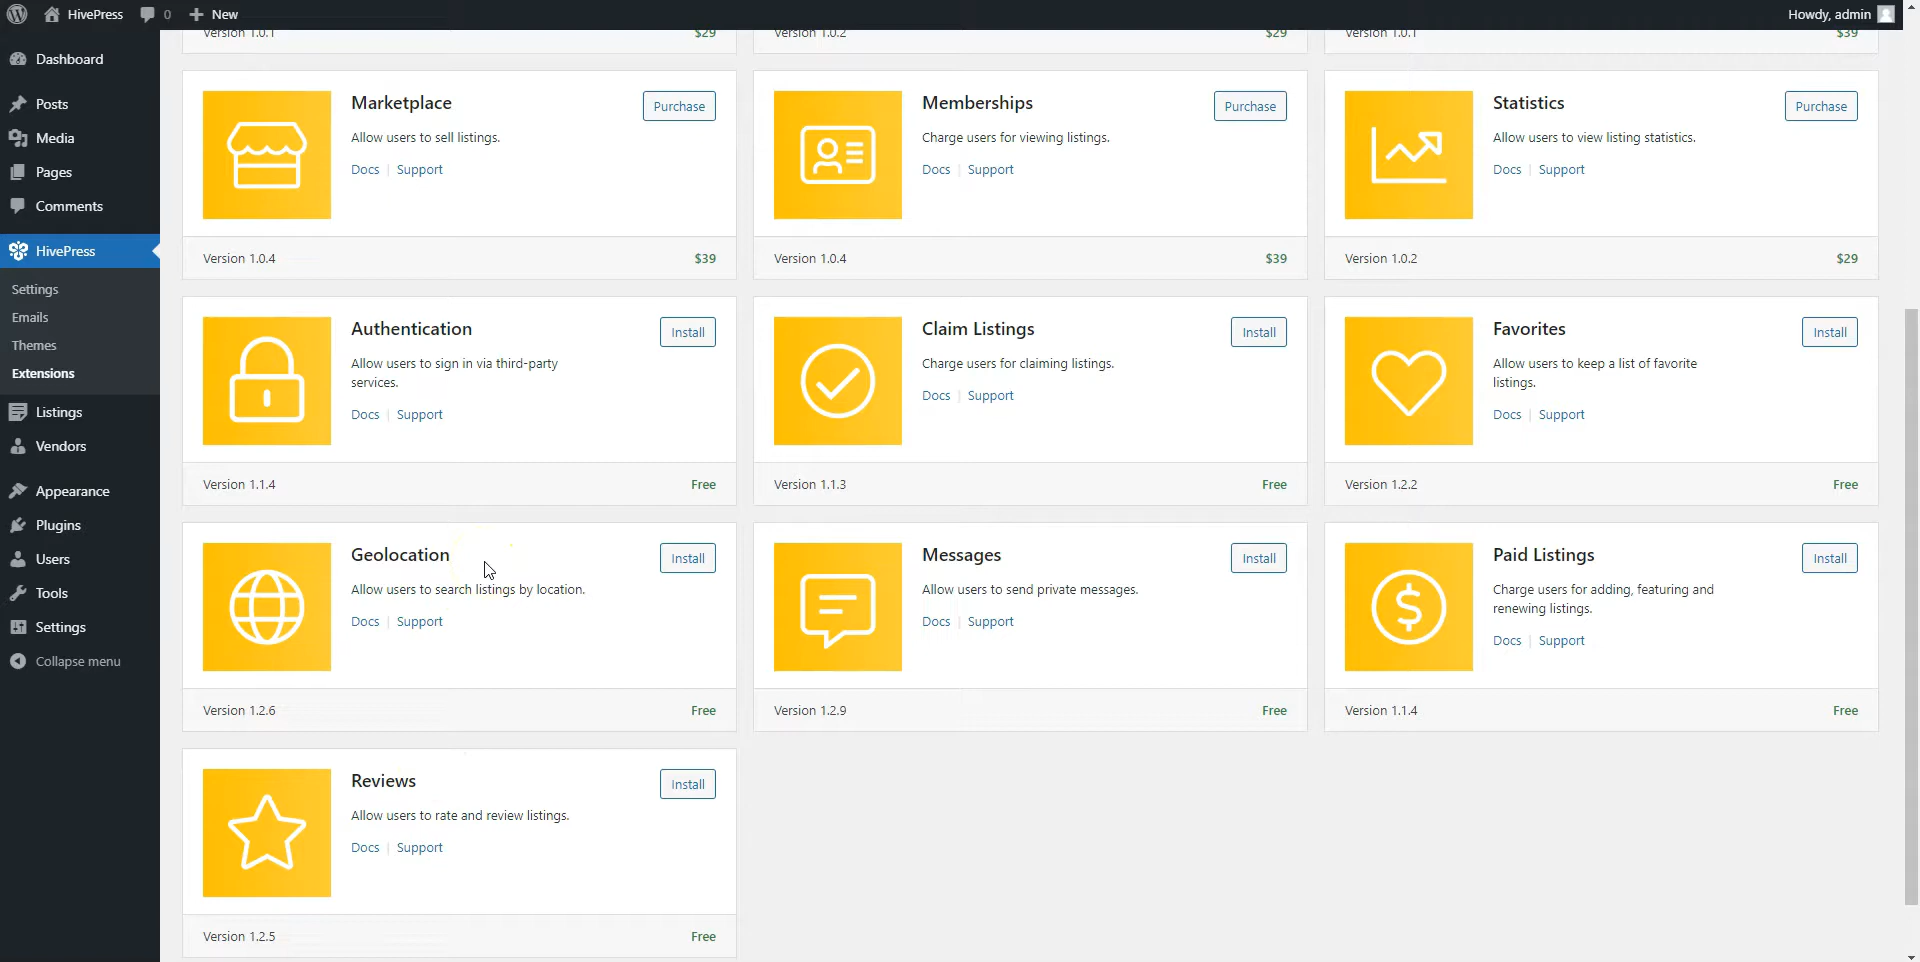 HivePress
0
New
Howdy, admin
Dashboard
Posts
Media
Pages
Comments
HivePress
Settings
Emails
Themes
Extensions
Listings
Vendors
Appearance
Plugins
Users
Tools
Settings
Collapse menu
Version 1.0.1
$29
Version 1.0.2
$29
Version 1.0.1
$39
Marketplace
Purchase
Allow users to sell listings.
Docs | Support
Version 1.0.4
$39
Memberships
Purchase
Charge users for viewing listings.
Docs | Support
Version 1.0.4
$39
Statistics
Purchase
Allow users to view listing statistics.
Docs | Support
Version 1.0.2
$29
Authentication
Install
Allow users to sign in via third-party
services.
Docs | Support
Version 1.1.4
Free
Claim Listings
Install
Charge users for claiming listings.
Docs | Support
Version 1.1.3
Free
Favorites
Install
Allow users to keep a list of favorite
listings.
Docs | Support
Version 1.2.2
Free
Geolocation
Install
Allow users to search listings by location.
Docs | Support
Version 1.2.6
Free
Messages
Install
Allow users to send private messages.
Docs | Support
Version 1.2.9
Free
Paid Listings
Install
Charge users for adding, featuring and
renewing listings.
Docs | Support
Version 1.1.4
Free
Reviews
Install
Allow users to rate and review listings.
Docs | Support
Version 1.2.5
Free